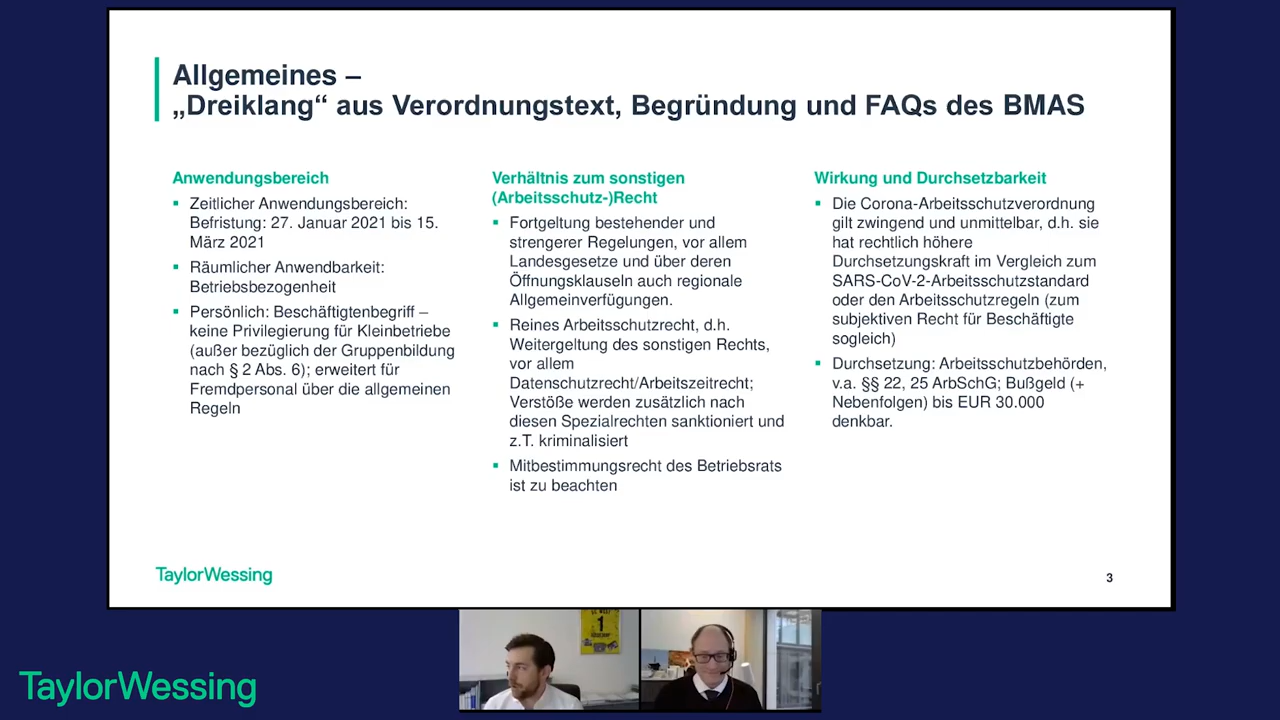 Allgemeines –
„Dreiklang“ aus Verordnungstext, Begründung und FAQs des BMAS
Anwendungsbereich
▪ Zeitlicher Anwendungsbereich:
Befristung: 27. Januar 2021 bis 15.
März 2021
▪ Räumlicher Anwendbarkeit:
Betriebsbezogenheit
▪ Persönlich: Beschäftigtenbegriff –
keine Privilegierung für Kleinbetriebe
(außer bezüglich der Gruppenbildung
nach § 2 Abs. 6); erweitert für
Fremdpersonal über die allgemeinen
Regeln
Verhältnis zum sonstigen
(Arbeitsschutz-)Recht
▪ Fortgeltung bestehender und
strengerer Regelungen, vor allem
Landesgesetze und über deren
Öffnungsklauseln auch regionale
Allgemeinverfügungen.
▪ Reines Arbeitsschutzrecht, d.h.
Weitergeltung des sonstigen Rechts,
vor allem
Datenschutzrecht/Arbeitszeitrecht;
Verstöße werden zusätzlich nach
diesen Spezialrechten sanktioniert und
z.T. kriminalisiert
▪ Mitbestimmungsrecht des Betriebsrats
ist zu beachten
Wirkung und Durchsetzbarkeit
▪ Die Corona-Arbeitsschutzverordnung
gilt zwingend und unmittelbar, d.h. sie
hat rechtlich höhere
Durchsetzungskraft im Vergleich zum
SARS-CoV-2-Arbeitsschutzstandard
oder den Arbeitsschutzregeln (zum
subjektiven Recht für Beschäftigte
sogleich)
▪ Durchsetzung: Arbeitsschutzbehörden,
v.a. §§ 22, 25 ArbSchG; Bußgeld (+
Nebenfolgen) bis EUR 30.000
denkbar.
TaylorWessing
3
1
TaylorWessing